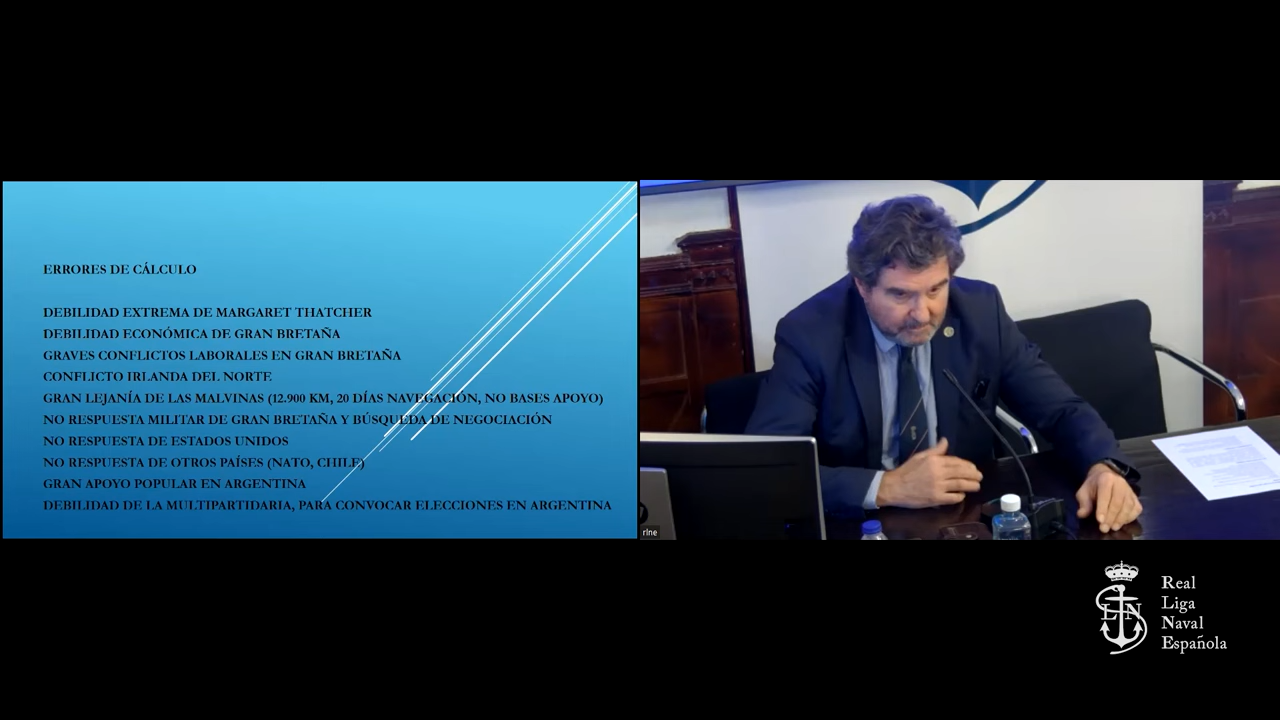 ERRORES DE CÁLCULO
DEBILIDAD EXTREMA DE MARGARET THATCHER
DEBILIDAD ECONÓMICA DE GRAN BRETAÑA
GRAVES CONFLICTOS LABORALES EN GRAN BRETAÑA
CONFLICTO IRLANDA DEL NORTE
GRAN LEJANÍA DE LAS MALVINAS (12.900 KM, 20 DÍAS NAVEGACIÓN, NO BASES APOYO)
NO RESPUESTA MILITAR DE GRAN BRETAÑA Y BÚSQUEDA DE NEGOCIACIÓN
NO RESPUESTA DE ESTADOS UNIDOS
NO RESPUESTA DE OTROS PAÍSES (NATO, CHILE)
GRAN APOYO POPULAR EN ARGENTINA
DEBILIDAD DE LA MULTIPARTIDARIA, PARA CONVOCAR ELECCIONES EN ARGENTINA
rlne
LN
Real
Liga
Naval
Española